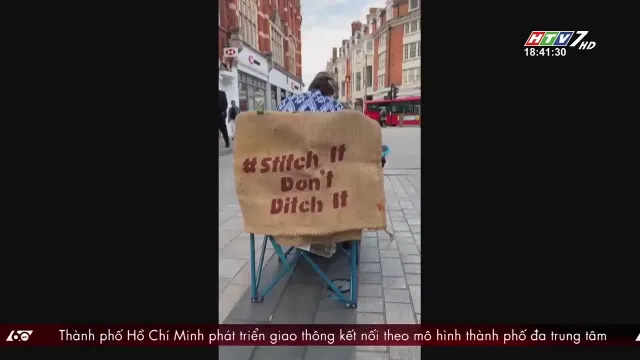 HTV7 HD
18:41:30
#Stitch It
Don't
Ditch It
Thành phố Hồ Chí Minh phát triển giao thông kết nối theo mô hình thành phố đa trung tâm